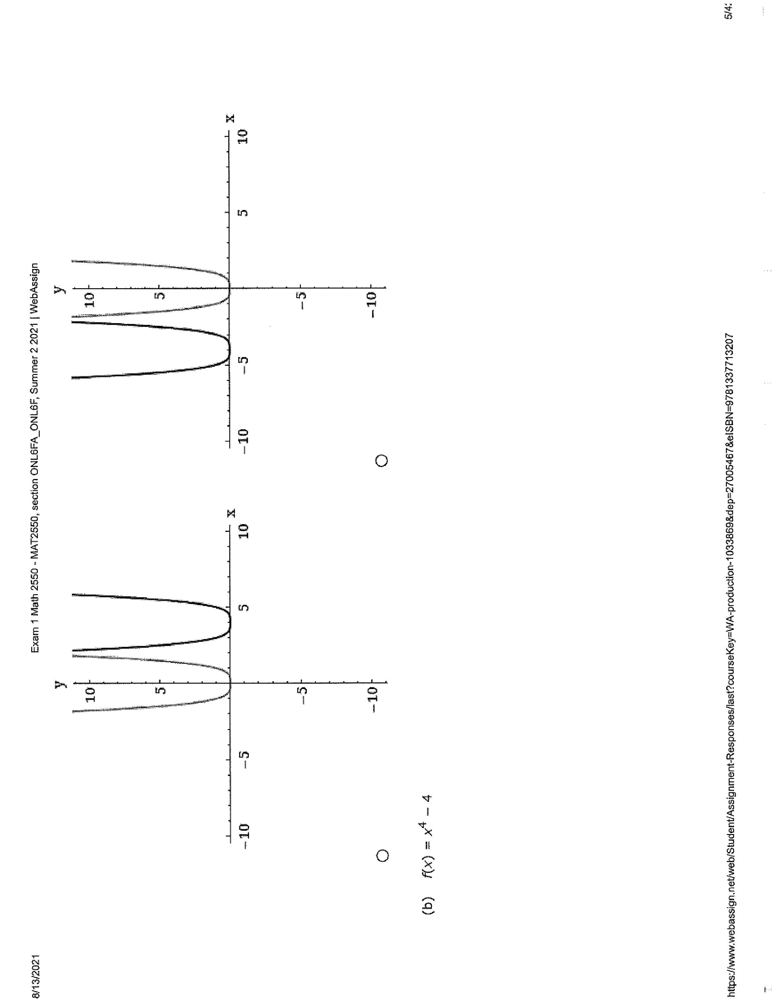 8/13/2021
Exam 1 Math 2550 - MAT2550, section ONL6FA_ONL6F, Summer 2 2021 | WebAssign
y
10
5
-10
-5
5
10
x
-5
-10
y
10
5
-10
-5
5
10
x
-5
-10
(b) f(x) = x⁴ − 4
https://www.webassign.net/web/Student/Assignment-Responses/last?courseKey=WA-production-1033869&dep=27005467&eISBN=9781337713207
5/4